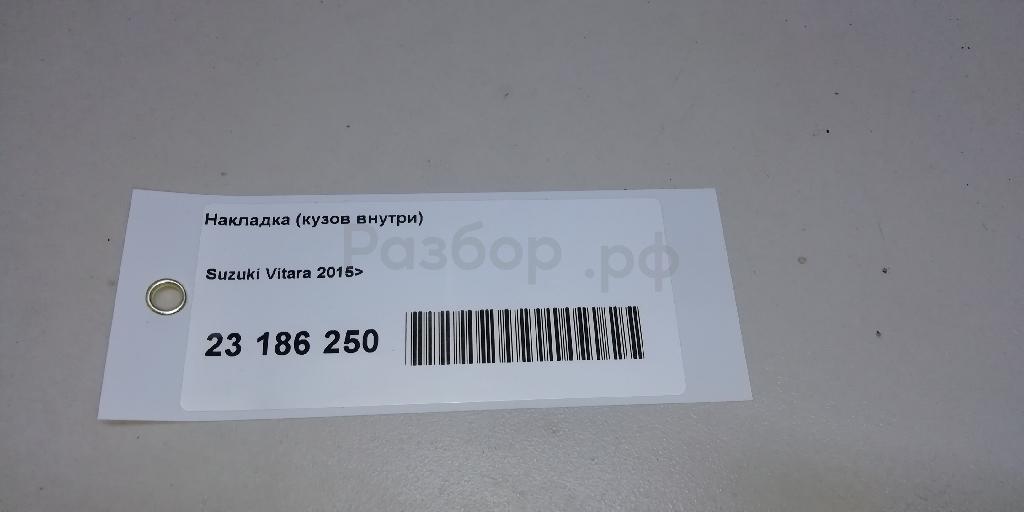 Накладка (кузов внутри)
Разбор.рф
Suzuki Vitara 2015>
23 186 250